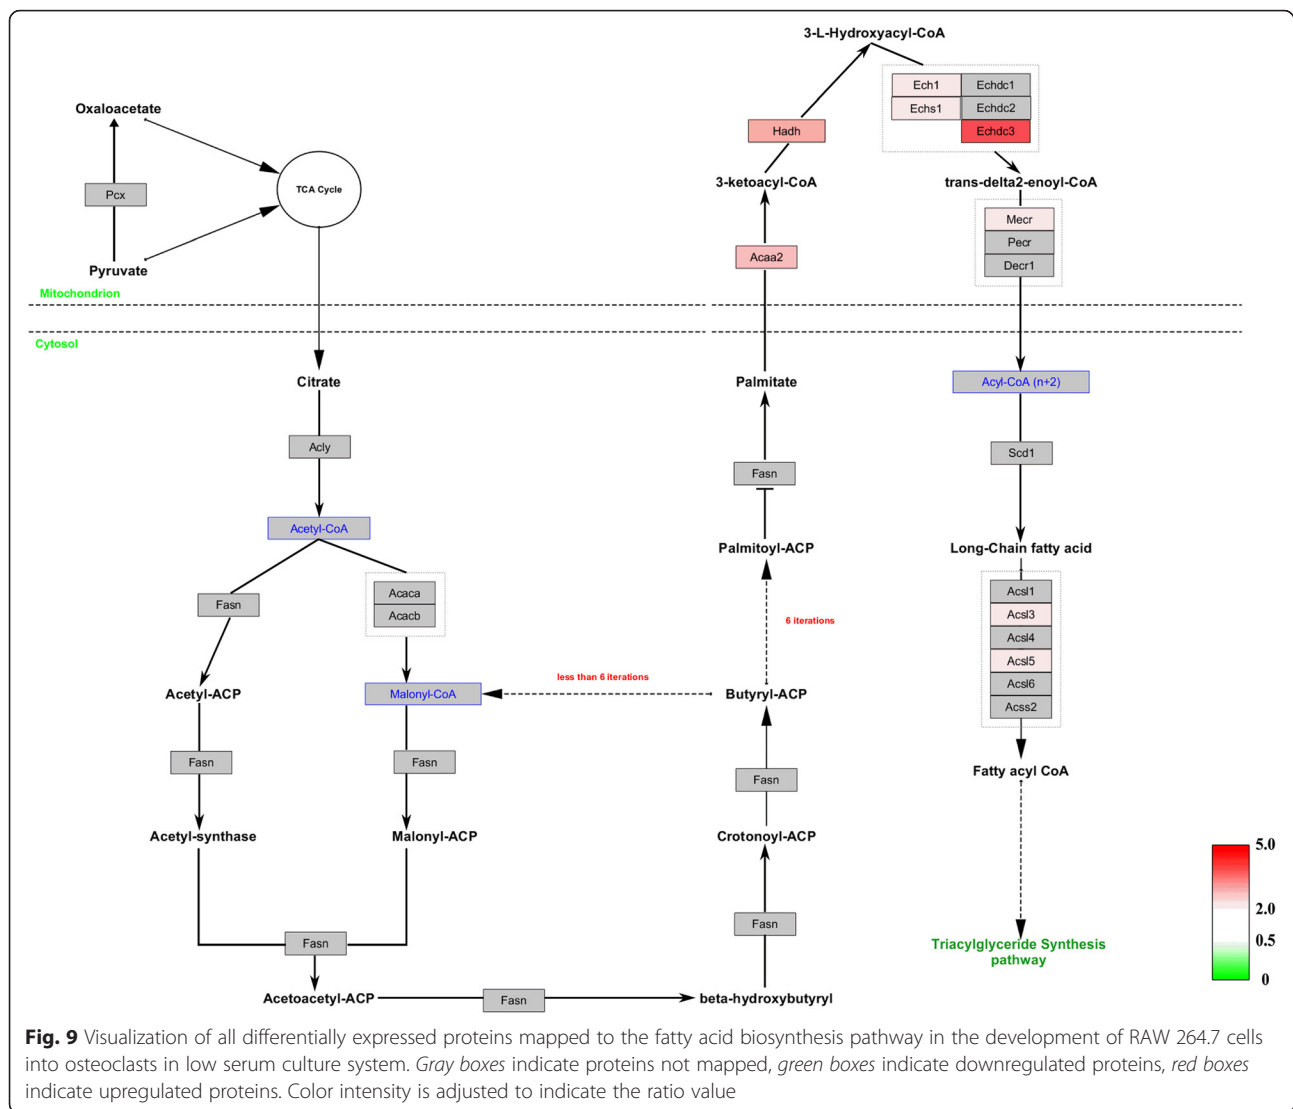 3-L-Hydroxyacyl-CoA
Ech1
Echdc1
Echs1
Echdc2
Echdc3
Oxaloacetate
Hadh
TCA Cycle
3-ketoacyl-CoA
trans-delta2-enoyl-CoA
Pcx
Mecr
Pecr
Decr1
Acaa2
Pyruvate
Mitochondrion
Cytosol
Citrate
Palmitate
Acyl-CoA (n+2)
Acly
Scd1
Fasn
Acetyl-CoA
Palmitoyl-ACP
Long-Chain fatty acid
Fasn
Acaca
Acacb
Acsl1
Acsl3
Acsl4
Acsl5
Acsl6
Acss2
6 iterations
less than 6 iterations
Acetyl-ACP
Malonyl-CoA
Butyryl-ACP
Fasn
Fasn
Fasn
Fatty acyl CoA
Acetyl-synthase
Malonyl-ACP
Crotonoyl-ACP
5.0
2.0
0.5
0
Fasn
Fasn
Triacylglyceride Synthesis
pathway
Acetoacetyl-ACP
Fasn
beta-hydroxybutyryl
Fig. 9 Visualization of all differentially expressed proteins mapped to the fatty acid biosynthesis pathway in the development of RAW 264.7 cells
into osteoclasts in low serum culture system. Gray boxes indicate proteins not mapped, green boxes indicate downregulated proteins, red boxes
indicate upregulated proteins. Color intensity is adjusted to indicate the ratio value